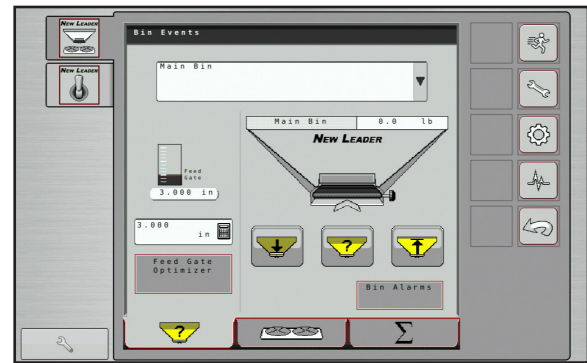 NEW LEADER
Bin Events
Main Bin
NEW LEADER
Main Bin 0.0 lb
NEW LEADER
Feed
Gate
3.000 in
3.000
in
?
Feed Gate
Optimizer
Bin Alarms
?
Σ